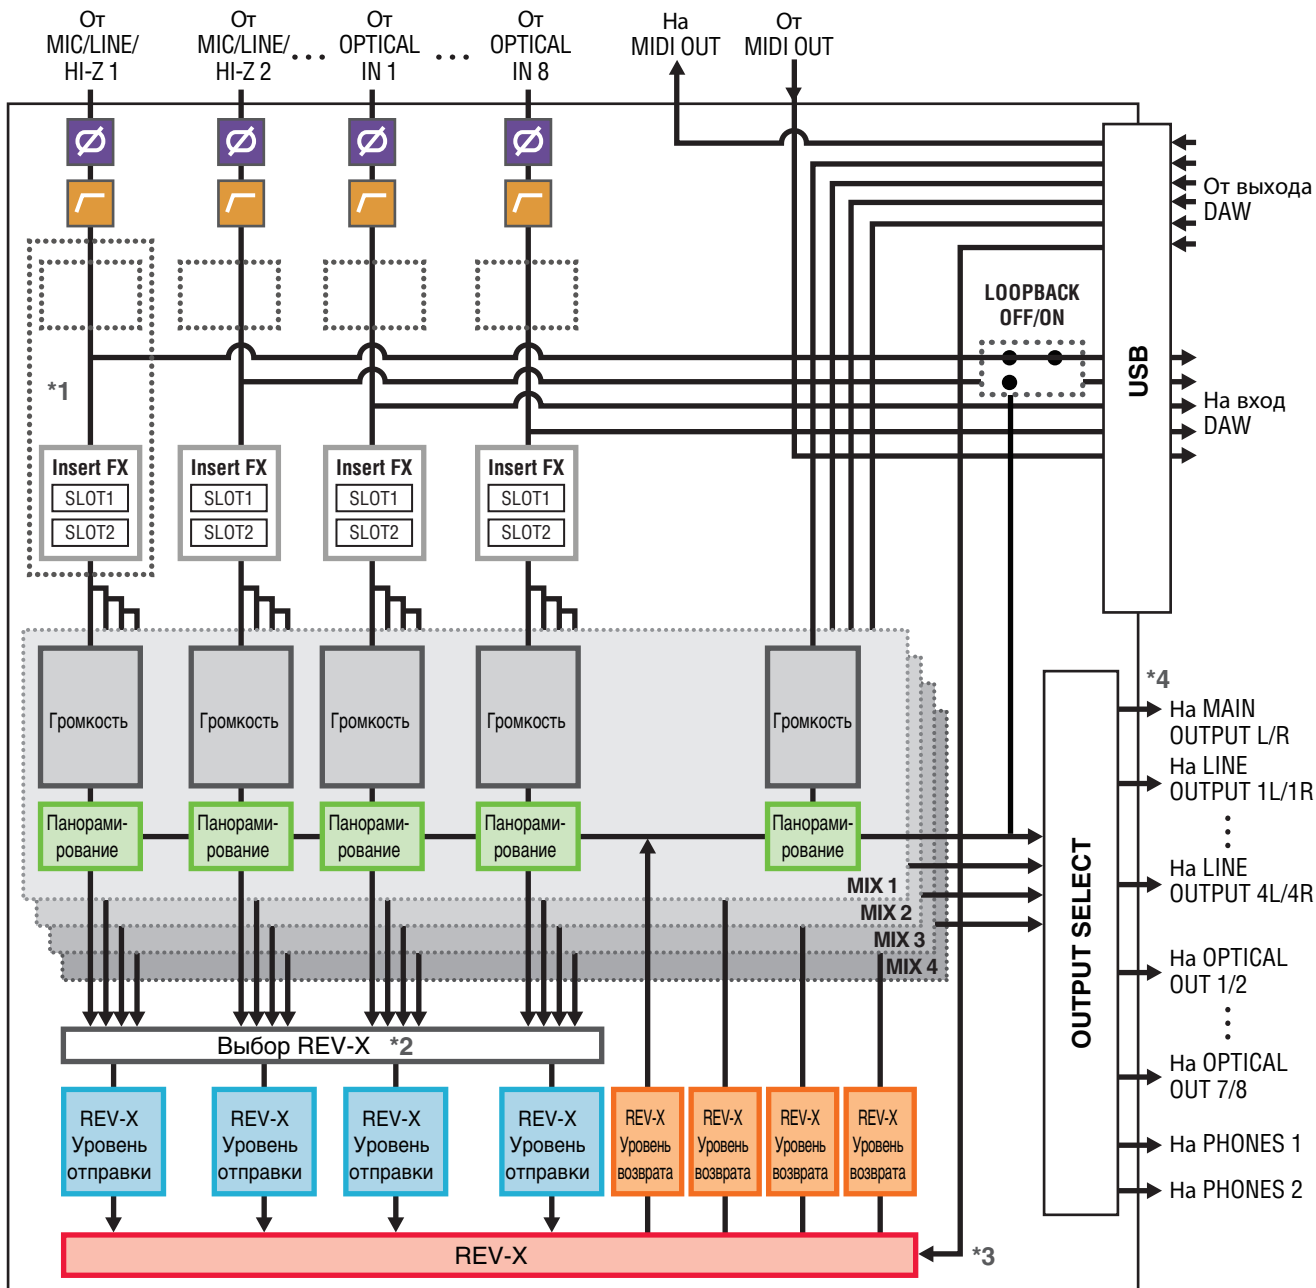 От
MIC/LINE/
HI-Z 1
От
MIC/LINE/
HI-Z 2
От
OPTICAL
IN 1
От
OPTICAL
IN 8
На
MIDI OUT
От
MIDI OUT
От выхода
DAW
LOOPBACK
OFF/ON
USB
На вход
DAW
*1
Insert FX
SLOT1
SLOT2
Insert FX
SLOT1
SLOT2
Insert FX
SLOT1
SLOT2
Insert FX
SLOT1
SLOT2
Громкость
Громкость
Громкость
Громкость
Громкость
Панорами-
рование
Панорами-
рование
Панорами-
рование
Панорами-
рование
Панорами-
рование
MIX 1
MIX 2
MIX 3
MIX 4
OUTPUT SELECT
*4
На MAIN
OUTPUT L/R
На LINE
OUTPUT 1L/1R
На LINE
OUTPUT 4L/4R
На OPTICAL
OUT 1/2
На OPTICAL
OUT 7/8
На PHONES 1
На PHONES 2
Выбор REV-X *2
REV-X
Уровень
отправки
REV-X
Уровень
отправки
REV-X
Уровень
отправки
REV-X
Уровень
отправки
REV-X
Уровень
возврата
REV-X
Уровень
возврата
REV-X
Уровень
возврата
REV-X
Уровень
возврата
REV-X
*3